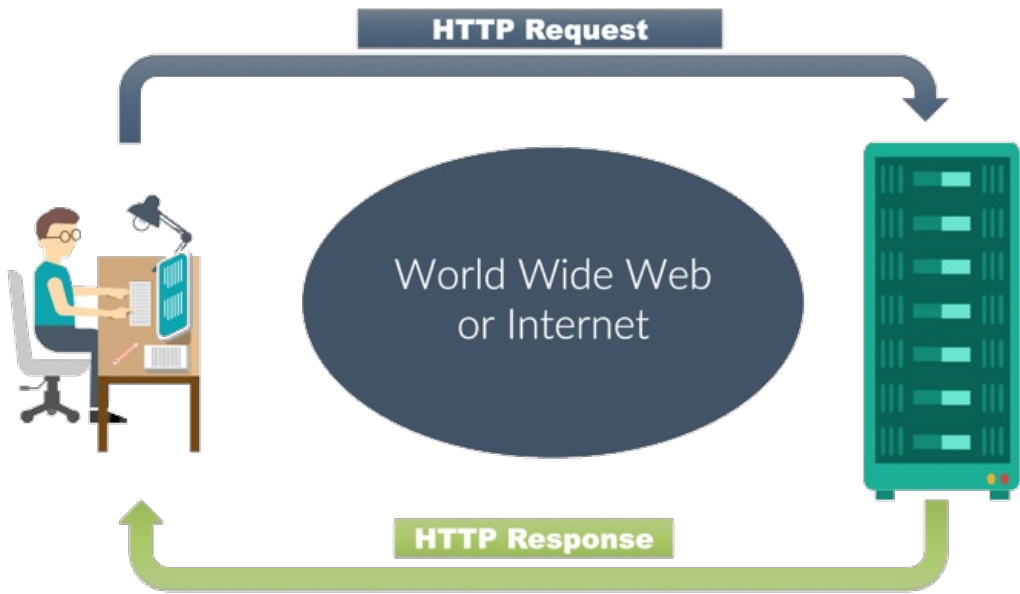 HTTP Request
World Wide Web
or Internet
HTTP Response